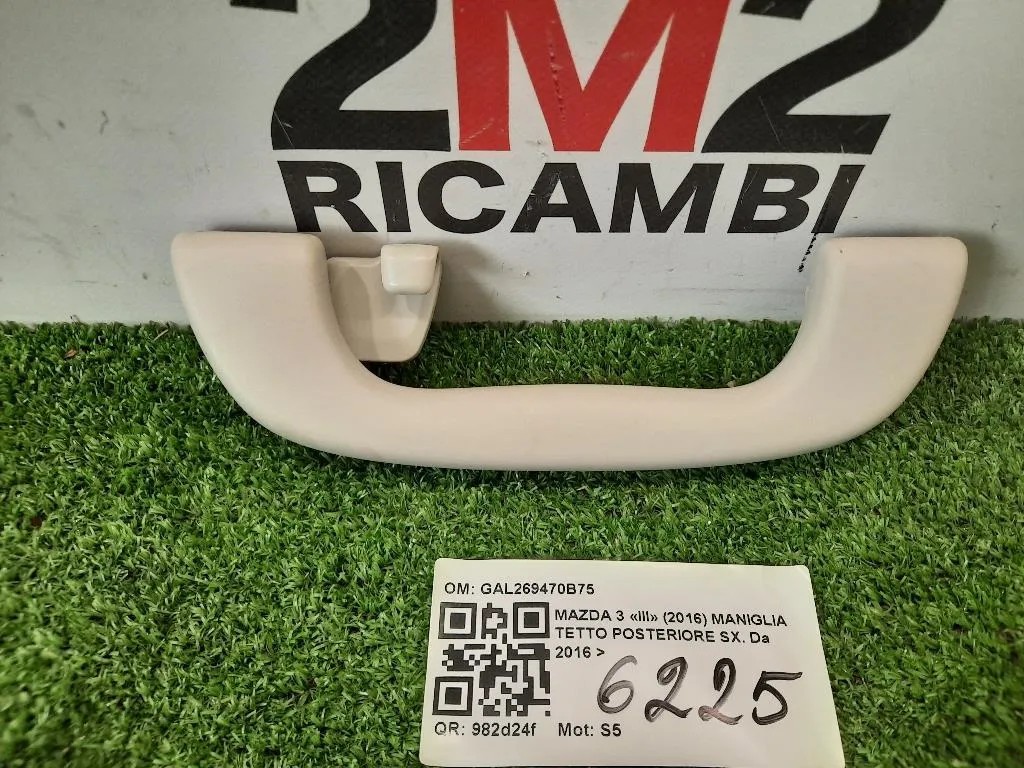 2M2
RICAMBI
OM: GAL269470B75
MAZDA 3 «III» (2016) MANIGLIA
TETTO POSTERIORE SX. Da
2016 >
6225
QR: 982d24f Mot: S5